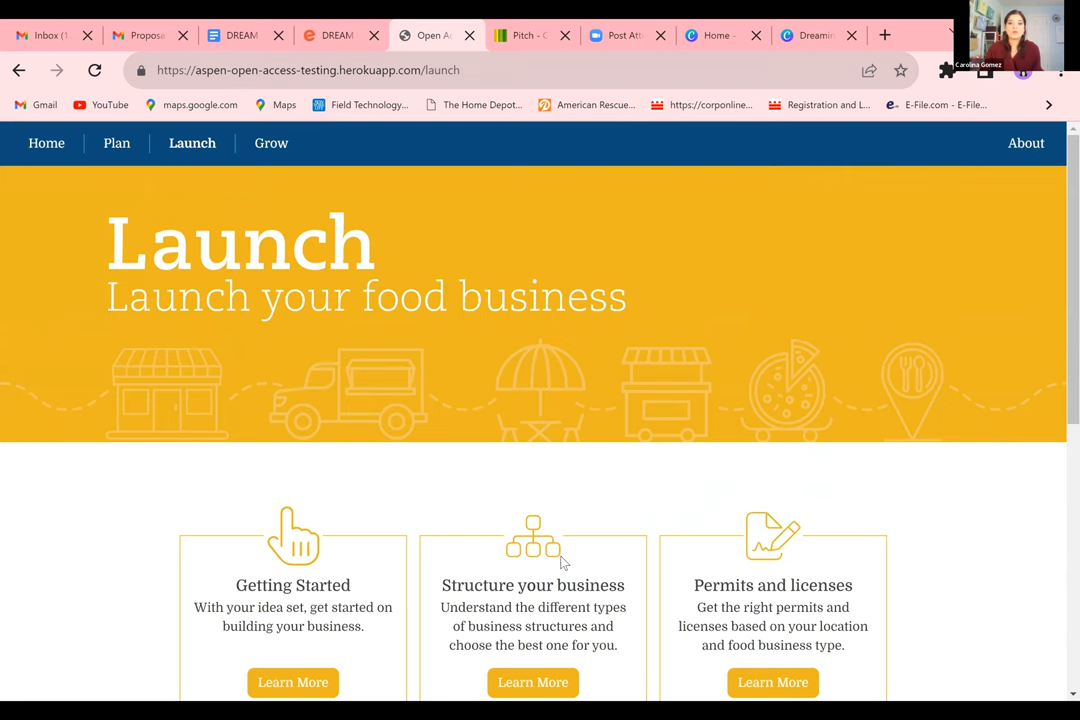 Inbox (1
Proposa
DREAM
DREAM
Open Ac
Pitch - C
Post Att
Home -
Dreamin
Carolina Gomez
https://aspen-open-access-testing.herokuapp.com/launch
Gmail
YouTube
maps.google.com
Maps
Field Technology...
The Home Depot...
American Rescue...
https://corponline...
Registration and L...
E-File.com - E-File...
Home
Plan
Launch
Grow
About
Launch
Launch your food business
Getting Started
With your idea set, get started on
building your business.
Learn More
Structure your business
Understand the different types
of business structures and
choose the best one for you.
Learn More
Permits and licenses
Get the right permits and
licenses based on your location
and food business type.
Learn More